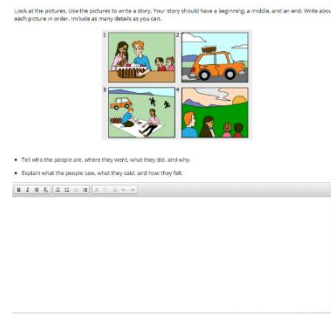 Look at the pictures. Use the pictures to write a story. Your story should have a beginning, a middle, and an end. Write abou
each picture in order. Include as many details as you can.
1 2
3 4
• Tell who the people are, where they went, what they did, and why.
• Explain what the people saw, what they said, and how they felt.
B I U